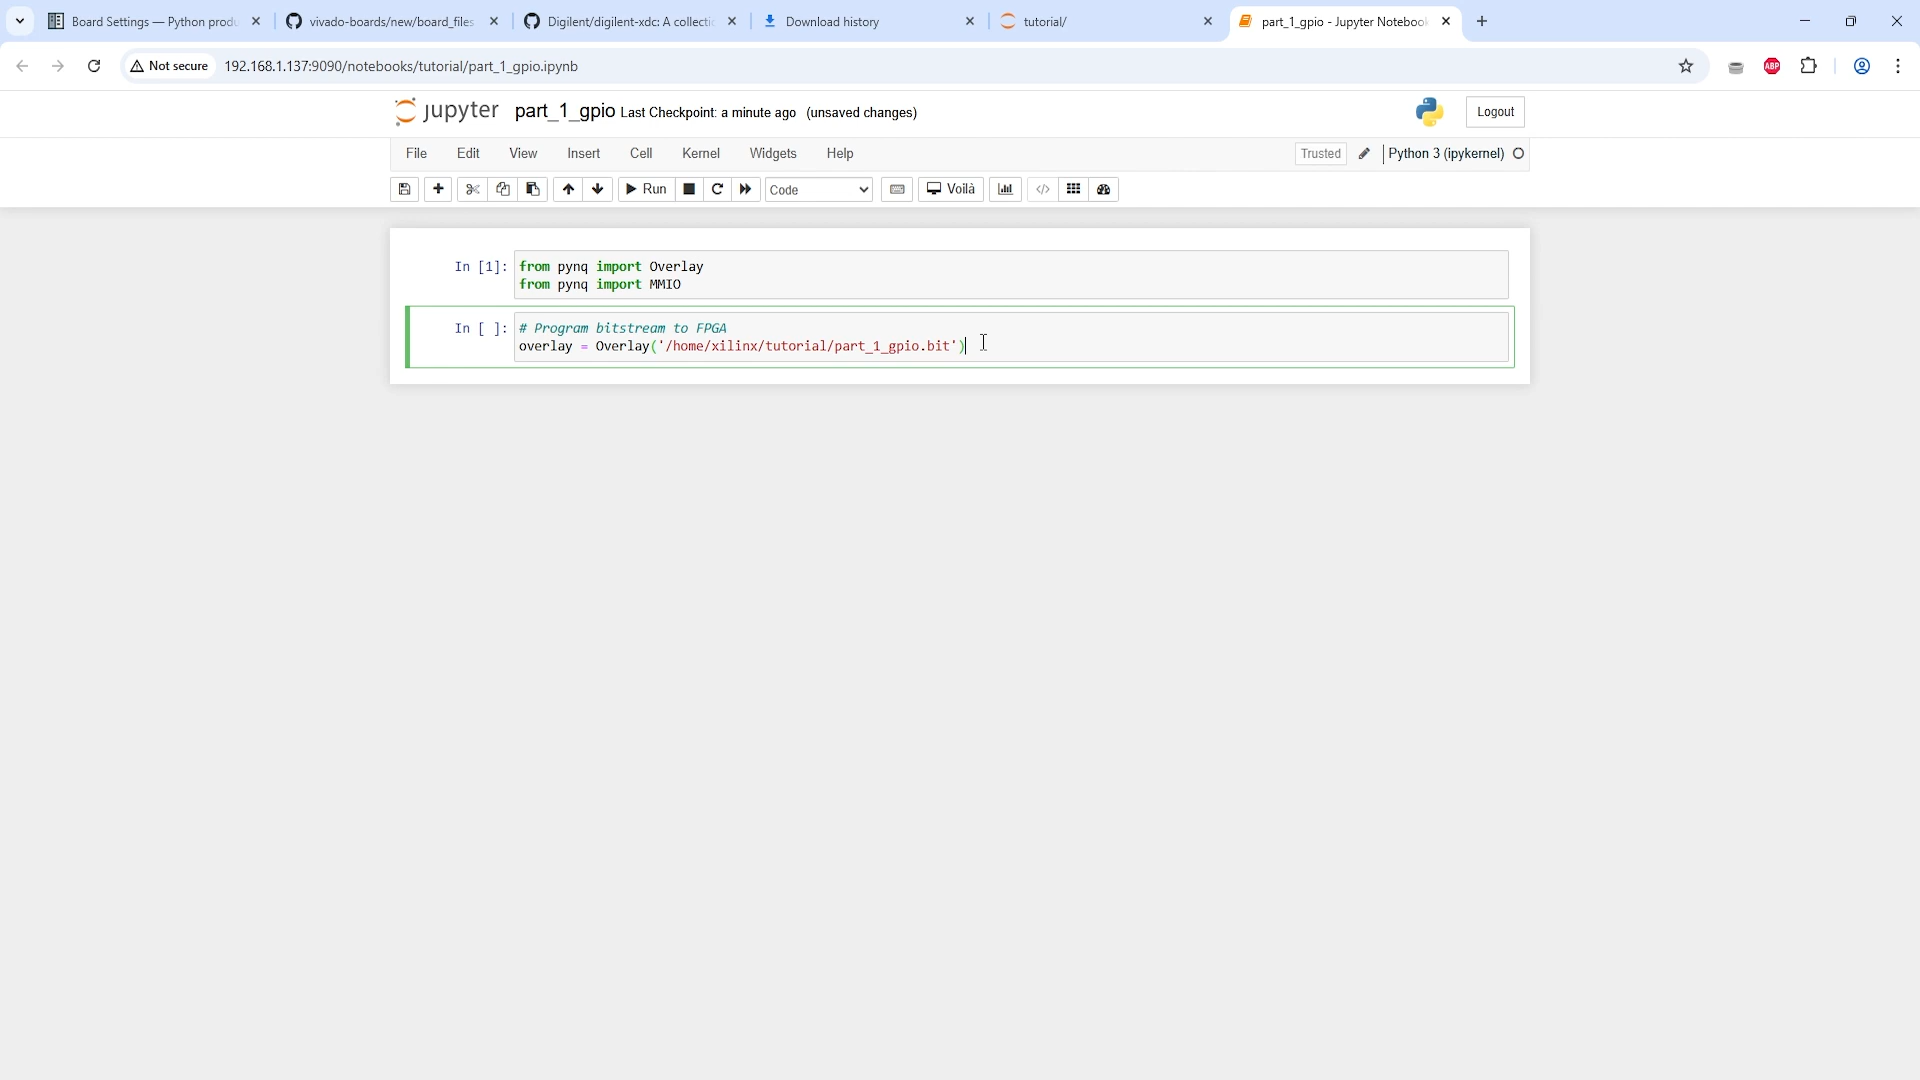 Board Settings — Python produ
vivado-boards/new/board_files
Digilent/digilent-xdc: A collectic
Download history
tutorial/
part_1_gpio - Jupyter Notebook
Not secure
192.168.1.137:9090/notebooks/tutorial/part_1_gpio.ipynb
ABP
jupyter part_1_gpio Last Checkpoint: a minute ago (unsaved changes)
Logout
File Edit View Insert Cell Kernel Widgets Help
Trusted Python 3 (ipykernel)
Run Code Voilà
In [1]: from pynq import Overlay
from pynq import MMIO
In [ ]: # Program bitstream to FPGA
overlay = Overlay('/home/xilinx/tutorial/part_1_gpio.bit')